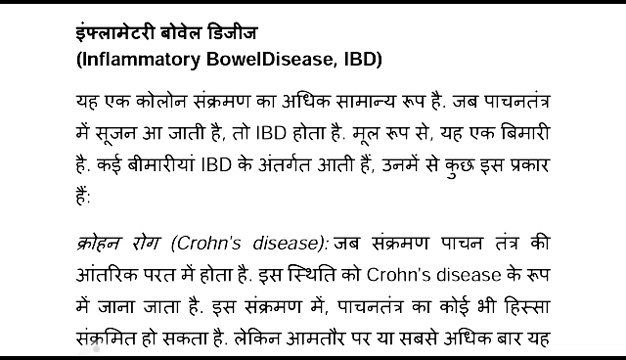 इंफ्लामेटरी बोवेल डिजीज
(Inflammatory BowelDisease, IBD)
यह एक कोलोन संक्रमण का अधिक सामान्य रूप है. जब पाचनतंत्र
में सूजन आ जाती है, तो IBD होता है. मूल रूप से, यह एक बिमारी
है. कई बीमारीयां IBD के अंतर्गत आती हैं, उनमें से कुछ इस प्रकार
हैं:
क्रोहन रोग (Crohn's disease): जब संक्रमण पाचन तंत्र की
आंतरिक परत में होता है. इस स्थिति को Crohn's disease के रूप
में जाना जाता है. इस संक्रमण में, पाचनतंत्र का कोई भी हिस्सा
संक्रमित हो सकता है. लेकिन आमतौर पर या सबसे अधिक बार यह